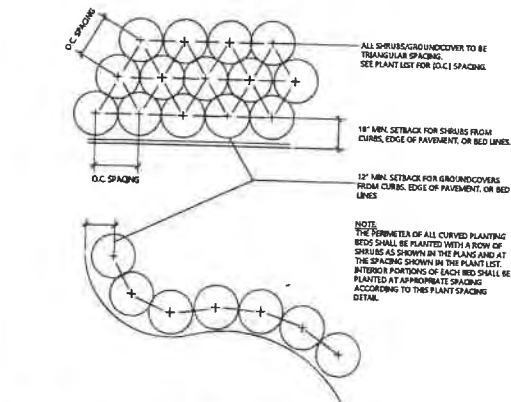 O.C. SPACING
ALL SHRUBS/GROUNDCOVER TO BE
TRIANGULAR SPACING.
SEE PLANT LIST FOR [O.C.] SPACING.
18" MIN. SETBACK FOR SHRUBS FROM
CURBS, EDGE OF PAVEMENT, OR BED LINES.
O.C. SPACING
12" MIN. SETBACK FOR GROUNDCOVERS
FROM CURBS, EDGE OF PAVEMENT, OR BED
LINES
NOTE
THE PERIMETER OF ALL CURVED PLANTING
BEDS SHALL BE PLANTED WITH A ROW OF
SHRUBS AS SHOWN IN THE PLANS AND AT
THE SPACING SHOWN IN THE PLANT LIST.
INTERIOR PORTIONS OF EACH BED SHALL BE
PLANTED AT APPROPRIATE SPACING
ACCORDING TO THIS PLANT SPACING
DETAIL.